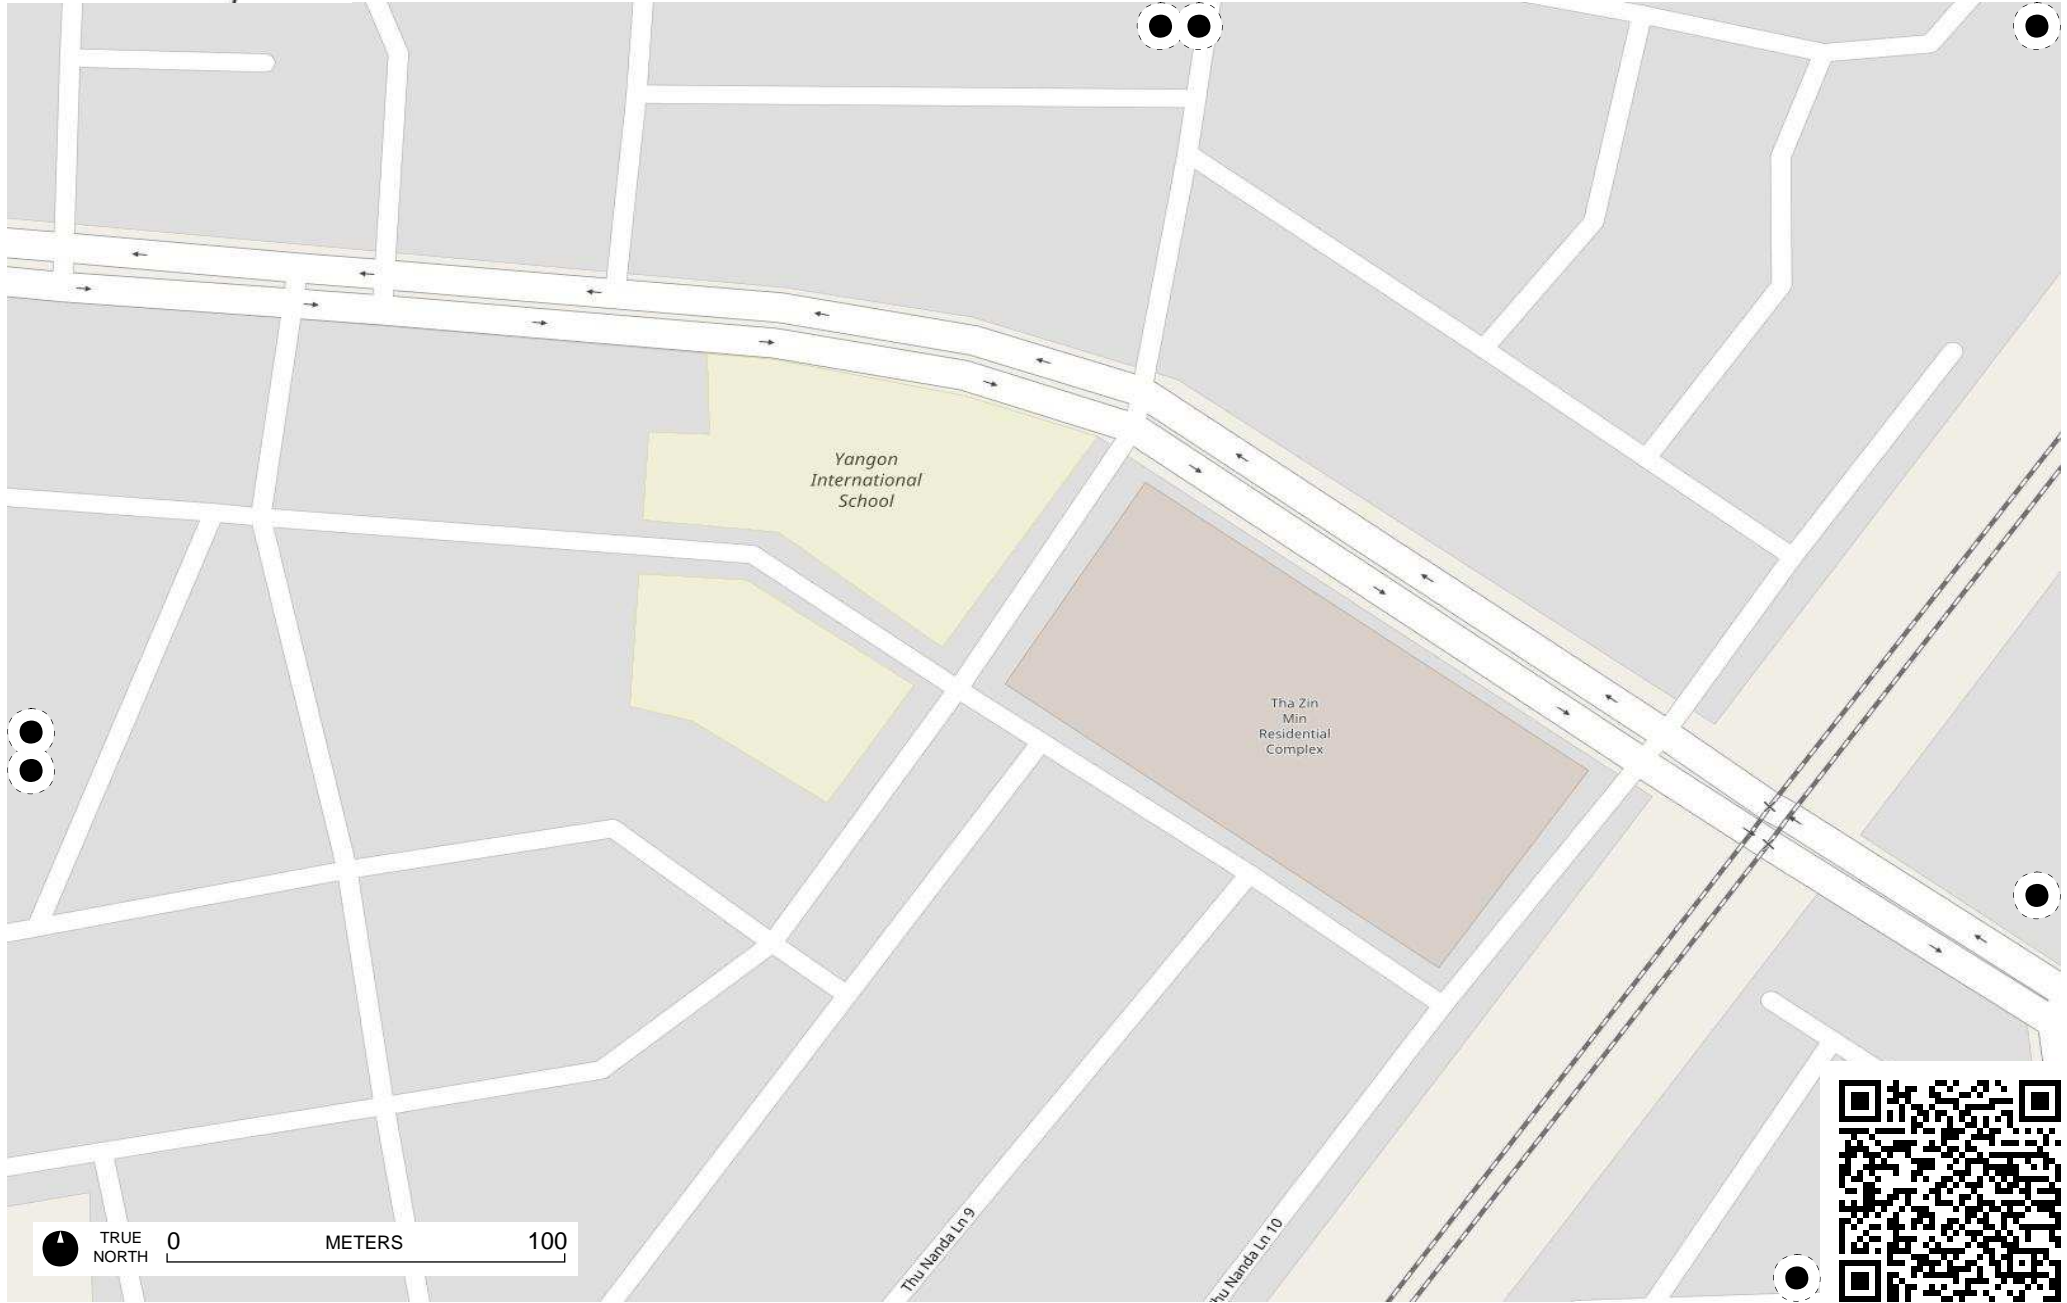 Yangon
International
School
Tha Zin
Min
Residential
Complex
Thu Nanda Ln 9
hu Nanda Ln 10
TRUE
NORTH
0 METERS 100